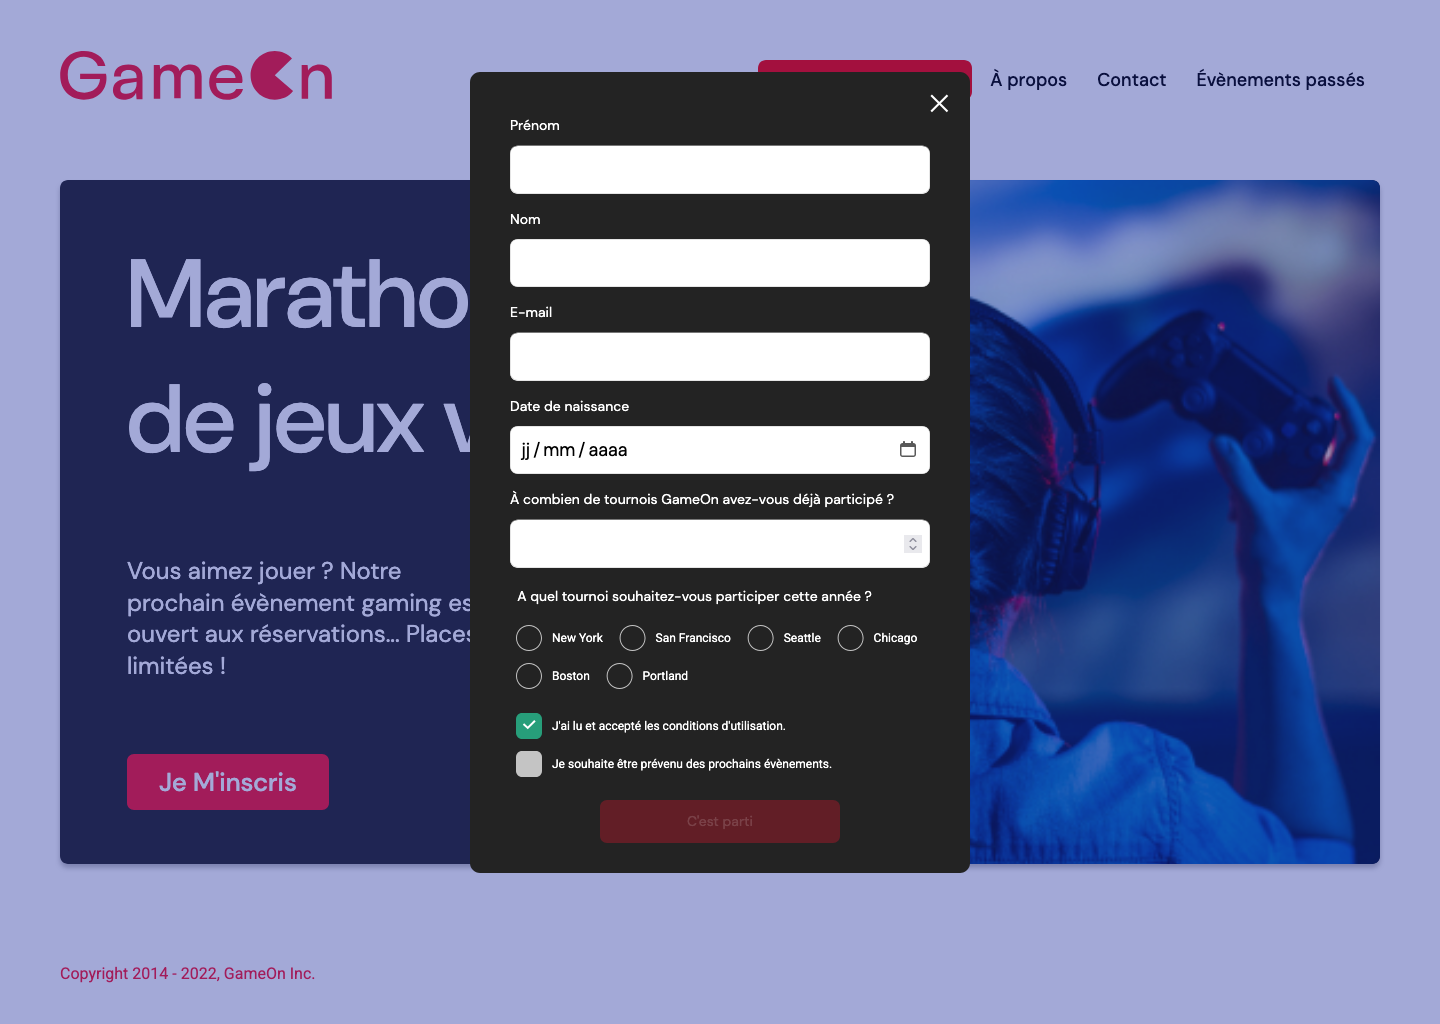 GameOn
À propos
Contact
Évènements passés
Maratho
de jeux v
Vous aimez jouer ? Notre
prochain évènement gaming es
ouvert aux réservations... Places
limitées !
Je M'inscris
Prénom
Nom
E-mail
Date de naissance
jj / mm / aaaa
À combien de tournois GameOn avez-vous déjà participé ?
A quel tournoi souhaitez-vous participer cette année ?
New York
San Francisco
Seattle
Chicago
Boston
Portland
J'ai lu et accepté les conditions d'utilisation.
Je souhaite être prévenu des prochains évènements.
C'est parti
Copyright 2014 - 2022, GameOn Inc.